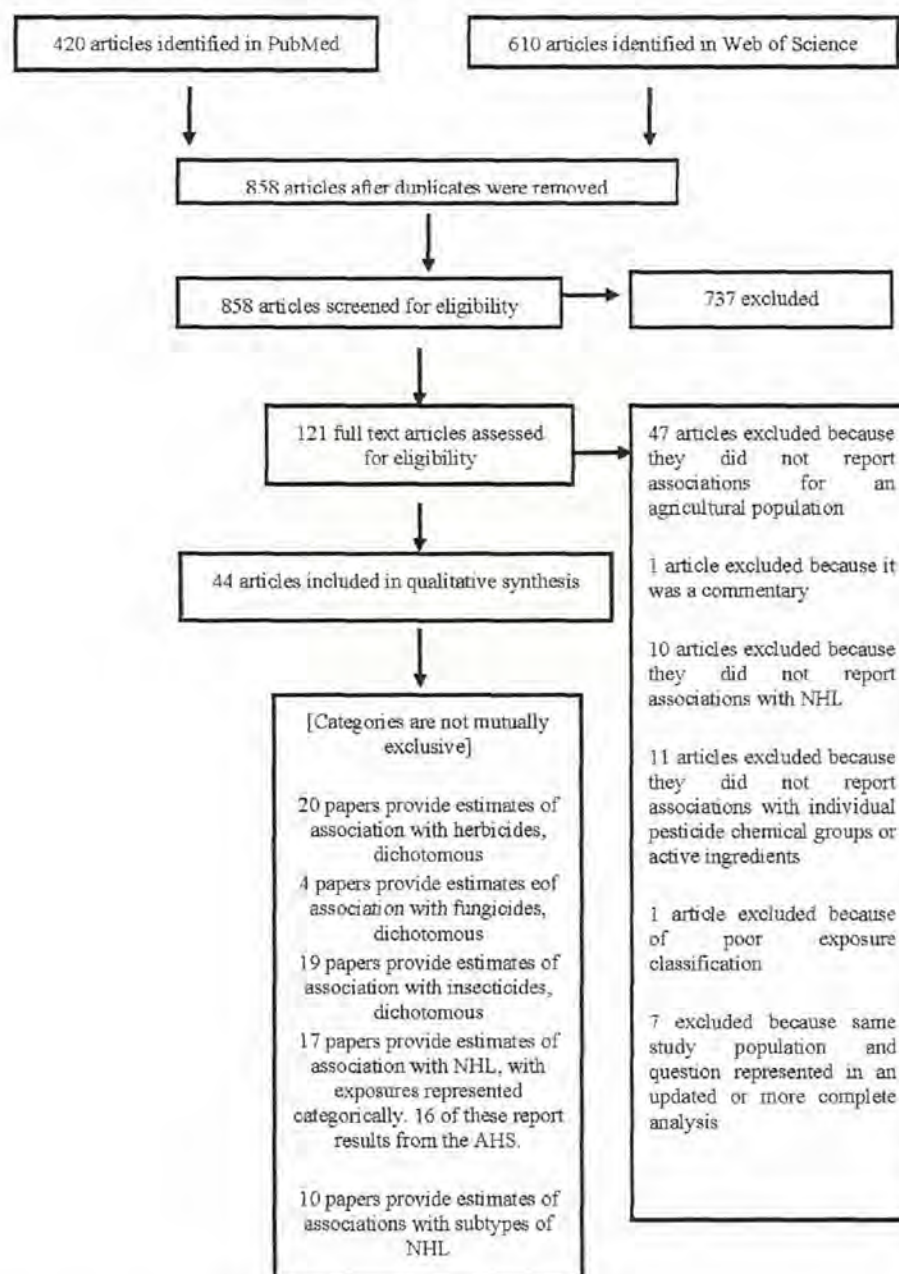 420 articles identified in PubMed
610 articles identified in Web of Science
858 articles after duplicates were removed
858 articles screened for eligibility
737 excluded
121 full text articles assessed
for eligibility
47 articles excluded because
they did not report
associations for an
agricultural population
1 article excluded because it
was a commentary
10 articles excluded because
they did not report
associations with NHL
11 articles excluded because
they did not report
associations with individual
pesticide chemical groups or
active ingredients
1 article excluded because
of poor exposure
classification
7 excluded because same
study population and
question represented in an
updated or more complete
analysis
44 articles included in qualitative synthesis
[Categories are not mutually
exclusive]
20 papers provide estimates of
association with herbicides,
dichotomous
4 papers provide estimates eof
association with fungicides,
dichotomous
19 papers provide estimates of
association with insecticides,
dichotomous
17 papers provide estimates of
association with NHL, with
exposures represented
categorically. 16 of these report
results from the AHS.
10 papers provide estimates of
associations with subtypes of
NHL